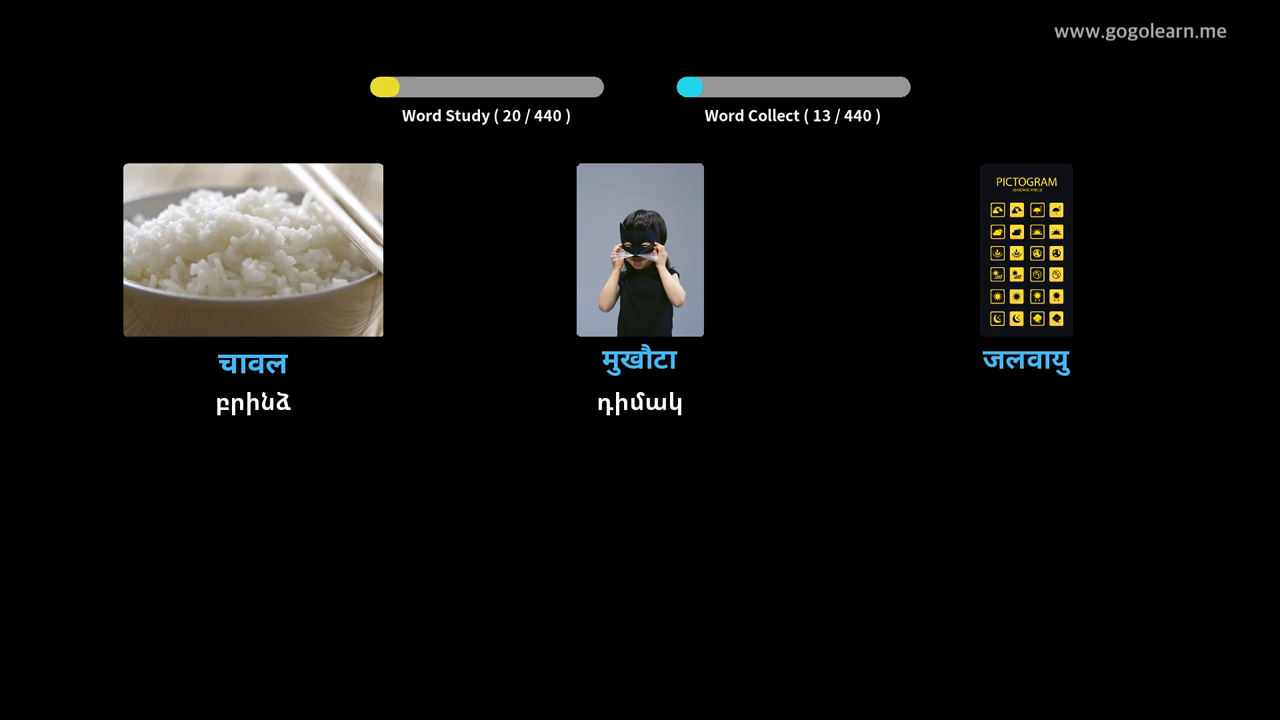 www.gogolearn.me
Word Study ( 20 / 440 )
Word Collect ( 13 / 440 )
PICTOGRAM
चावल
मुखौटा
जलवायु
բրինձ
դիմակ